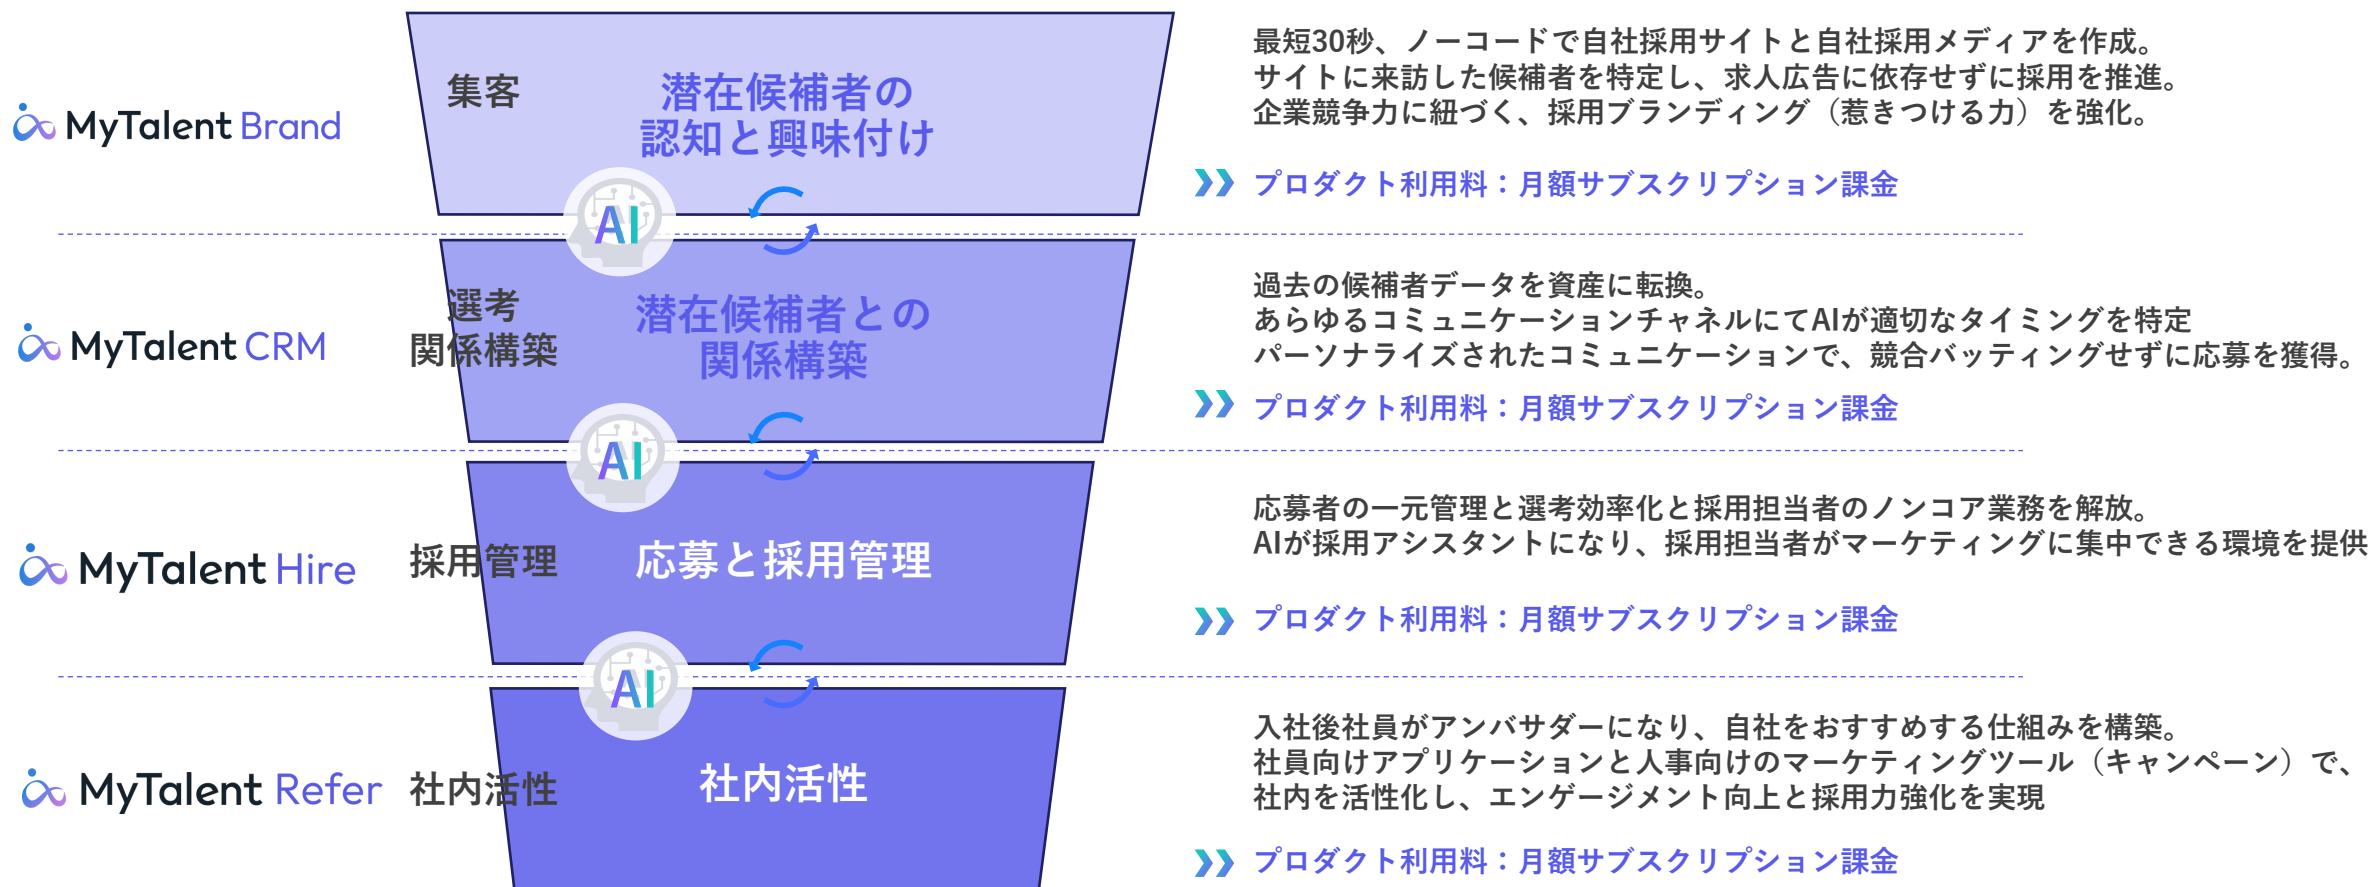 MyTalent Brand
集客
潜在候補者の
認知と興味付け
最短30秒、ノーコードで自社採用サイトと自社採用メディアを作成。
サイトに来訪した候補者を特定し、求人広告に依存せずに採用を推進。
企業競争力に紐づく、採用ブランディング（惹きつける力）を強化。
プロダクト利用料：月額サブスクリプション課金
AI
MyTalent CRM
選考
関係構築
潜在候補者との
関係構築
過去の候補者データを資産に転換。
あらゆるコミュニケーションチャネルにてAIが適切なタイミングを特定
パーソナライズされたコミュニケーションで、競合バッティングせずに応募を獲得。
プロダクト利用料：月額サブスクリプション課金
AI
MyTalent Hire
採用管理
応募と採用管理
応募者の一元管理と選考効率化と採用担当者のノンコア業務を解放。
AIが採用アシスタントになり、採用担当者がマーケティングに集中できる環境を提供
プロダクト利用料：月額サブスクリプション課金
AI
MyTalent Refer
社内活性
社内活性
入社後社員がアンバサダーになり、自社をおすすめする仕組みを構築。
社員向けアプリケーションと人事向けのマーケティングツール（キャンペーン）で、
社内を活性化し、エンゲージメント向上と採用力強化を実現
プロダクト利用料：月額サブスクリプション課金